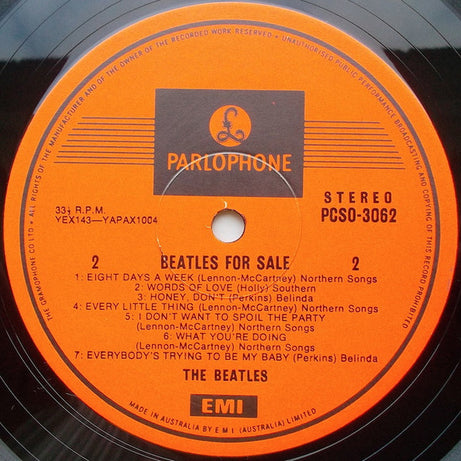 ALL RIGHTS OF THE MANUFACTURER AND OF THE OWNER OF THE RECORDED WORK RESERVED • UNAUTHORISED PUBLIC PERFORMANCE BROADCASTING AND COPYING OF THIS RECORD PROHIBITED
THE GRAMOPHONE CO LTD •
£
PARLOPHONE
33⅓ R.P.M.
YEX143—YAPAX1004
STEREO
PCSO-3062
2 BEATLES FOR SALE 2
1: EIGHT DAYS A WEEK (Lennon-McCartney) Northern Songs
2: WORDS OF LOVE (Holly) Southern
3: HONEY, DON'T (Perkins) Belinda
4: EVERY LITTLE THING (Lennon-McCartney) Northern Songs
5: I DON'T WANT TO SPOIL THE PARTY
(Lennon-McCartney) Northern Songs
6: WHAT YOU'RE DOING
(Lennon-McCartney) Northern Songs
7: EVERYBODY'S TRYING TO BE MY BABY (Perkins) Belinda
THE BEATLES
EMI
MADE IN AUSTRALIA BY E M I (AUSTRALIA) LIMITED